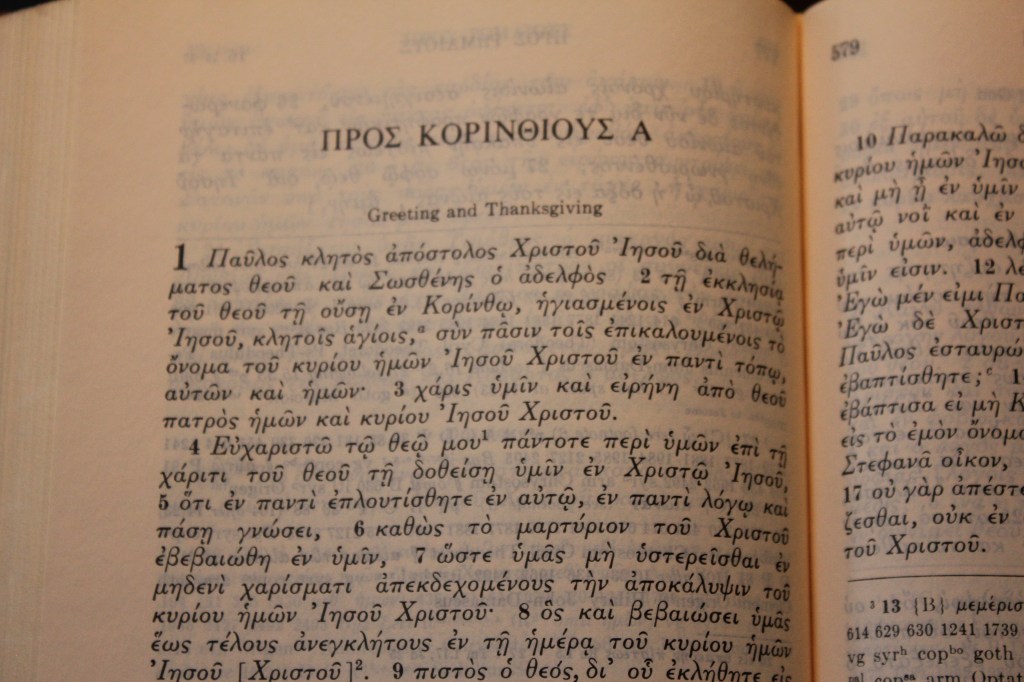 ΠΡΟΣ ΚΟΡΙΝΘΙΟΥΣ Α
Greeting and Thanksgiving
1 Παῦλος κλητὸς ἀπόστολος Χριστοῦ Ἰησοῦ διὰ θελή-
ματος θεοῦ καὶ Σωσθένης ὁ ἀδελφὸς 2 τῇ ἐκκλησίᾳ
τοῦ θεοῦ τῇ οὔσῃ ἐν Κορίνθῳ, ἡγιασμένοις ἐν Χριστῷ
Ἰησοῦ, κλητοῖς ἁγίοις,ᵃ σὺν πᾶσιν τοῖς ἐπικαλουμένοις τὸ
ὄνομα τοῦ κυρίου ἡμῶν Ἰησοῦ Χριστοῦ ἐν παντὶ τόπῳ,
αὐτῶν καὶ ἡμῶν· 3 χάρις ὑμῖν καὶ εἰρήνη ἀπὸ θεοῦ
πατρὸς ἡμῶν καὶ κυρίου Ἰησοῦ Χριστοῦ.
4 Εὐχαριστῶ τῷ θεῷ μου¹ πάντοτε περὶ ὑμῶν ἐπὶ τῇ
χάριτι τοῦ θεοῦ τῇ δοθείσῃ ὑμῖν ἐν Χριστῷ Ἰησοῦ,
5 ὅτι ἐν παντὶ ἐπλουτίσθητε ἐν αὐτῷ, ἐν παντὶ λόγῳ καὶ
πάσῃ γνώσει, 6 καθὼς τὸ μαρτύριον τοῦ Χριστοῦ
ἐβεβαιώθη ἐν ὑμῖν, 7 ὥστε ὑμᾶς μὴ ὑστερεῖσθαι ἐν
μηδενὶ χαρίσματι ἀπεκδεχομένους τὴν ἀποκάλυψιν τοῦ
κυρίου ἡμῶν Ἰησοῦ Χριστοῦ· 8 ὃς καὶ βεβαιώσει ὑμᾶς
ἕως τέλους ἀνεγκλήτους ἐν τῇ ἡμέρᾳ τοῦ κυρίου ἡμῶν
Ἰησοῦ [Χριστοῦ]². 9 πιστὸς ὁ θεός, δι' οὗ ἐκλήθητε εἰς
579
10 Παρακαλῶ
κυρίου ἡμῶν
καὶ μὴ ᾖ ἐν ὑμῖν
αὐτῷ νοῒ καὶ ἐν
περὶ ὑμῶν,
ὑμῖν εἰσιν. 12
Ἐγὼ μέν εἰμι
Ἐγὼ δὲ
Παῦλος
ἐβαπτίσθητε;ᶜ
ἐβάπτισα εἰ μὴ
εἰς τὸ ἐμὸν
Στεφανᾶ οἶκον,
17 οὐ γὰρ
ζεσθαι, οὐκ ἐν
τοῦ Χριστοῦ.
³ 13 {B}
614 629 630 1241 1739
vg syrʰ copᵇᵒ goth
arm